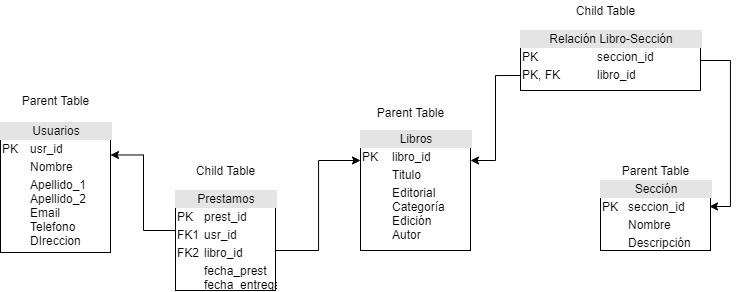 Child Table
Relación Libro-Sección
PK seccion_id
PK, FK libro_id
Parent Table
Usuarios
PK usr_id
Nombre
Apellido_1
Apellido_2
Email
Telefono
DIreccion
Child Table
Prestamos
PK prest_id
FK1 usr_id
FK2 libro_id
fecha_prest
fecha_entrega
Parent Table
Libros
PK libro_id
Titulo
Editorial
Categoría
Edición
Autor
Parent Table
Sección
PK seccion_id
Nombre
Descripción